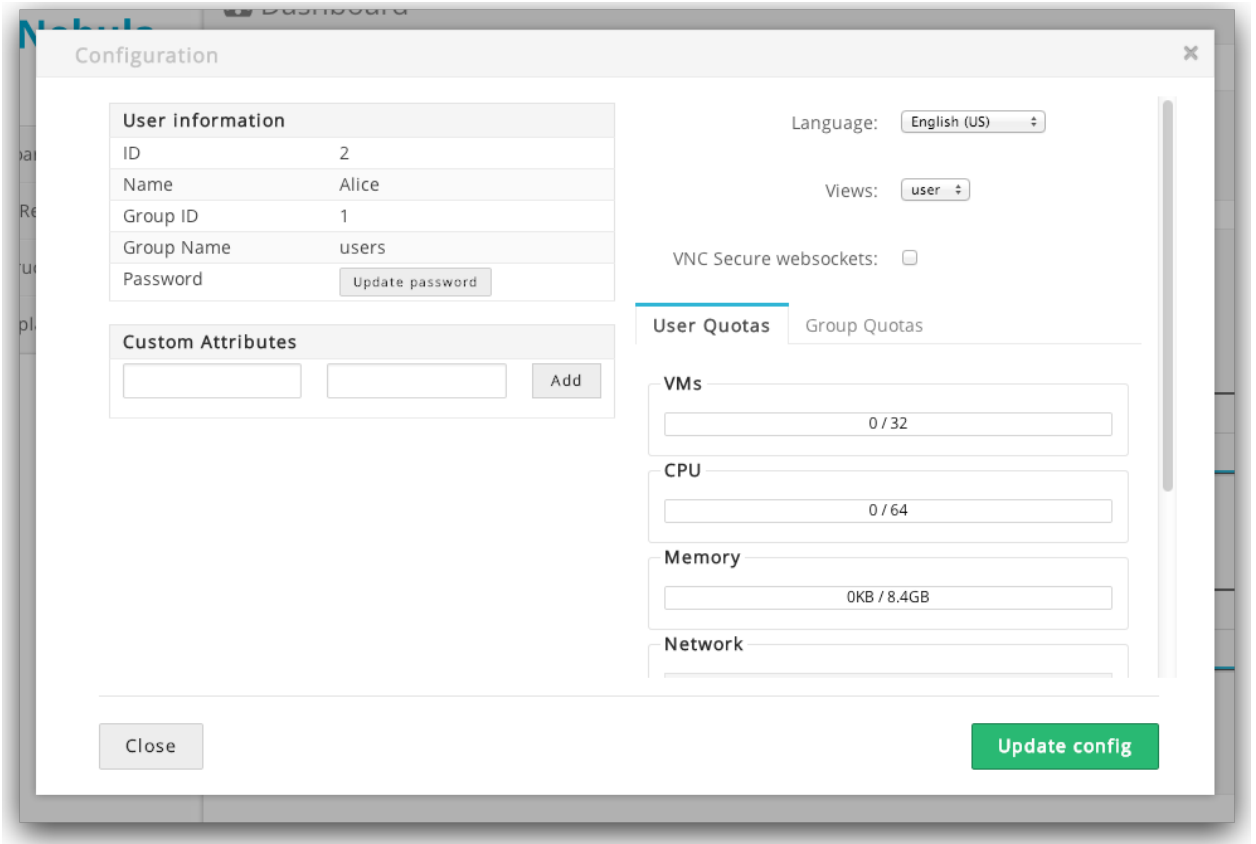 Dashboard
Configuration ×
User information
ID 2
Name Alice
Group ID 1
Group Name users
Password Update password
Custom Attributes
Add
Language: English (US)
Views: user
VNC Secure websockets:
User Quotas Group Quotas
VMs
0 / 32
CPU
0 / 64
Memory
0KB / 8.4GB
Network
Close Update config